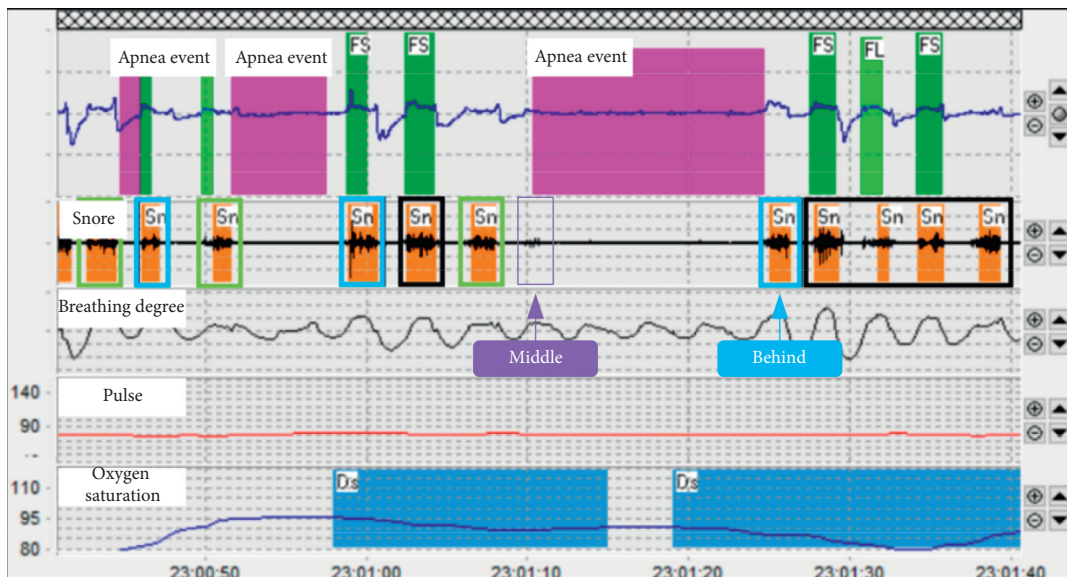 Apnea event
Apnea event
FS
FS
Apnea event
FS
FL
FS
Snore
Sn
Sn
Sn
Sn
Sn
Sn
Sn
Sn
Sn
Sn
Breathing degree
Middle
Behind
Pulse
140
90
--
Oxygen
saturation
Ds
Ds
110
95
80
23:00:50
23:01:00
23:01:10
23:01:20
23:01:30
23:01:40